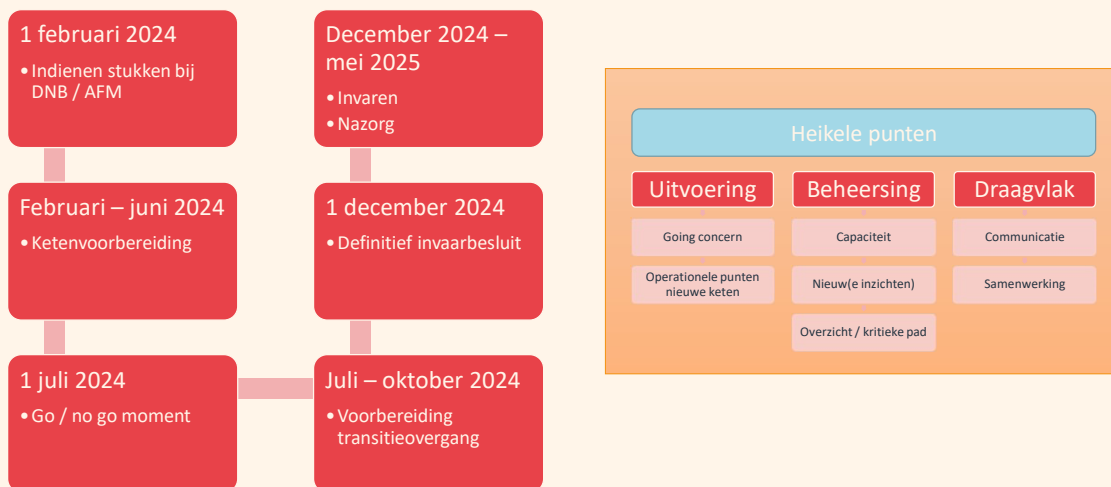 1 februari 2024
• Indienen stukken bij
DNB / AFM
Februari – juni 2024
• Ketenvoorbereiding
1 juli 2024
• Go / no go moment
Juli – oktober 2024
• Voorbereiding
transitieovergang
1 december 2024
• Definitief invaarbesluit
December 2024 –
mei 2025
• Invaren
• Nazorg
Heikele punten
Uitvoering
Going concern
Operationele punten
nieuwe keten
Beheersing
Capaciteit
Nieuw(e inzichten)
Overzicht / kritieke pad
Draagvlak
Communicatie
Samenwerking